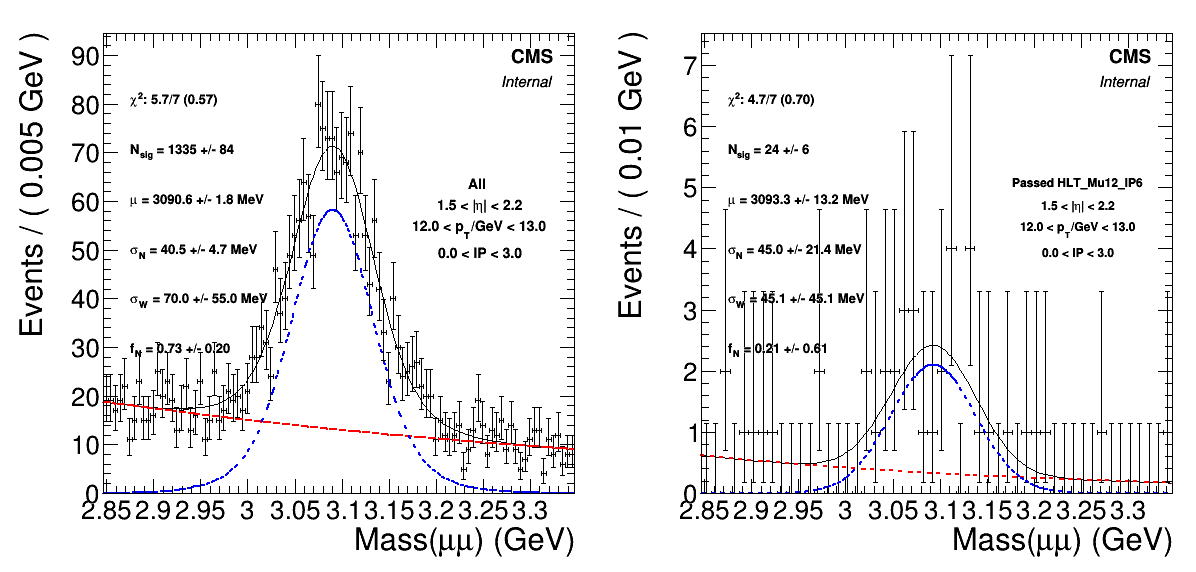 Events / ( 0.005 GeV )
90
80
70
60
50
40
30
20
10
0
CMS
Internal
χ²: 5.7/7 (0.57)
N_sig = 1335 +/- 84
μ = 3090.6 +/- 1.8 MeV
σ_N = 40.5 +/- 4.7 MeV
σ_W = 70.0 +/- 55.0 MeV
f_N = 0.73 +/- 0.20
All
1.5 < |η| < 2.2
12.0 < p_T/GeV < 13.0
0.0 < IP < 3.0
2.85 2.9 2.95 3 3.05 3.1 3.15 3.2 3.25 3.3
Mass(μμ) (GeV)
Events / ( 0.01 GeV )
7
6
5
4
3
2
1
0
CMS
Internal
χ²: 4.7/7 (0.70)
N_sig = 24 +/- 6
μ = 3093.3 +/- 13.2 MeV
σ_N = 45.0 +/- 21.4 MeV
σ_W = 45.1 +/- 45.1 MeV
f_N = 0.21 +/- 0.61
Passed HLT_Mu12_IP6
1.5 < |η| < 2.2
12.0 < p_T/GeV < 13.0
0.0 < IP < 3.0
2.85 2.9 2.95 3 3.05 3.1 3.15 3.2 3.25 3.3
Mass(μμ) (GeV)